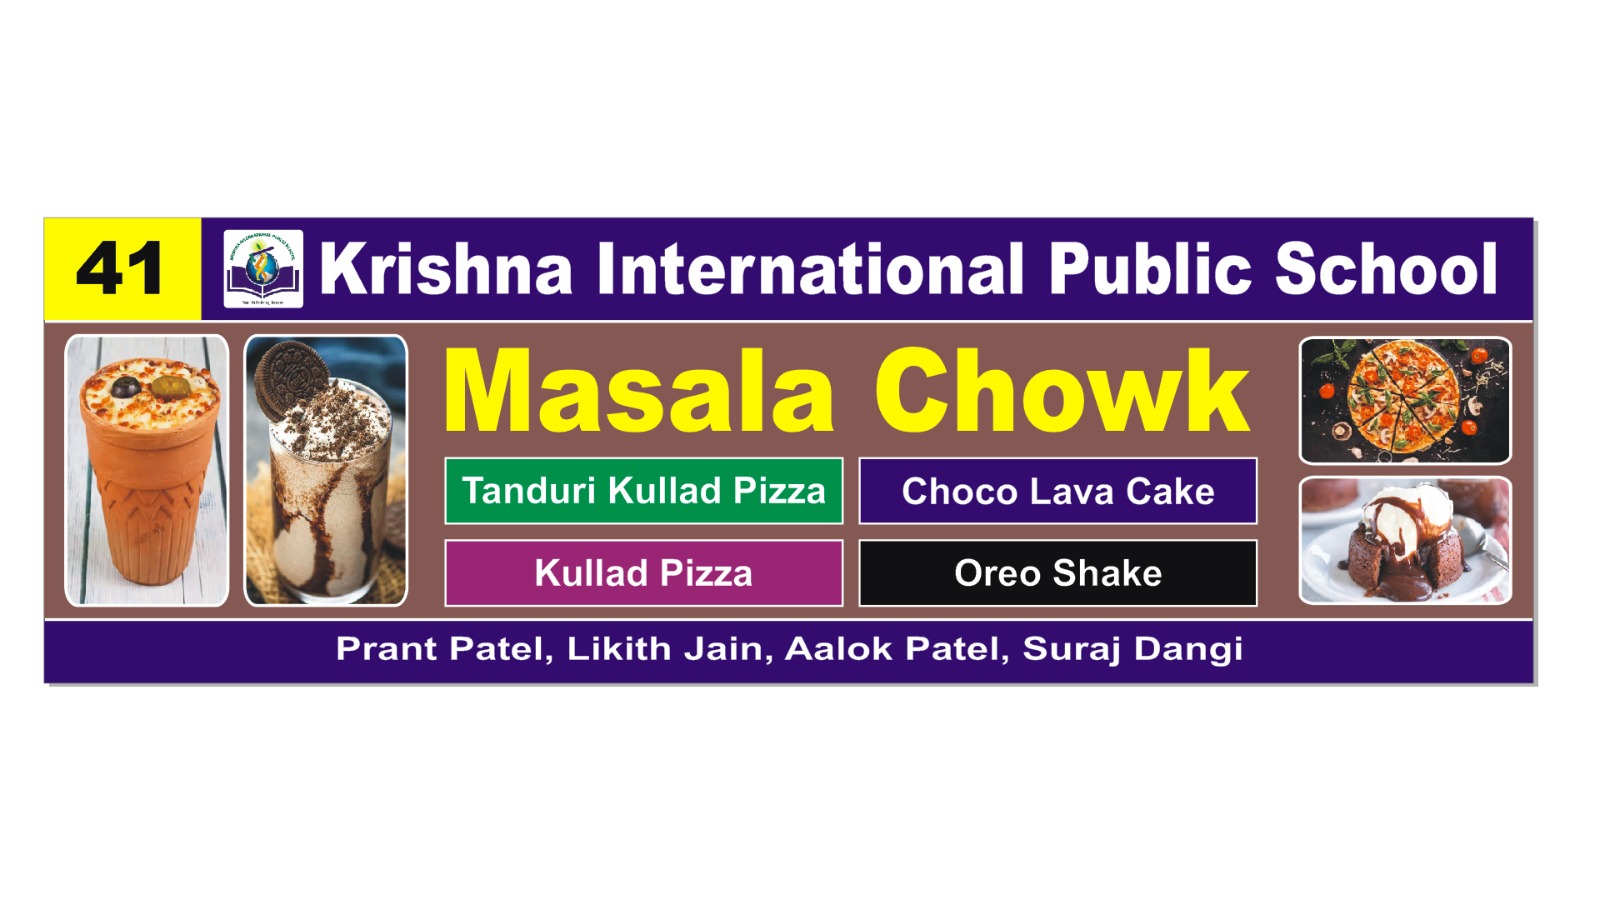 41
Krishna International Public School
Masala Chowk
Tanduri Kullad Pizza
Choco Lava Cake
Kullad Pizza
Oreo Shake
Prant Patel, Likith Jain, Aalok Patel, Suraj Dangi